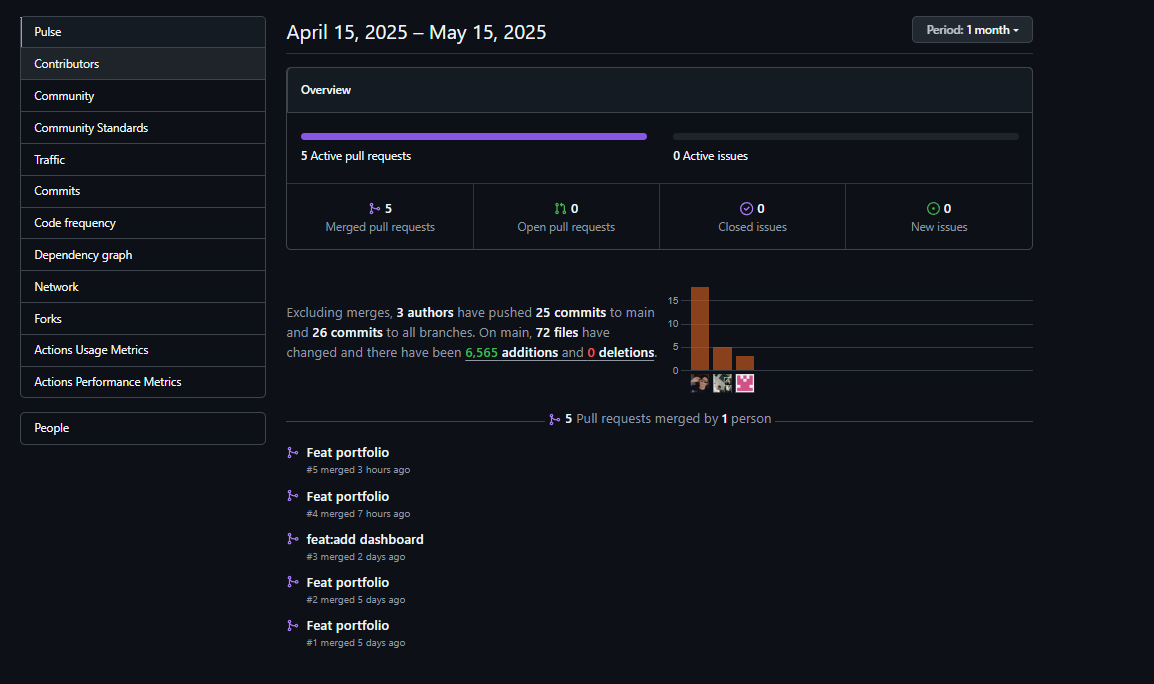 Pulse
Contributors
Community
Community Standards
Traffic
Commits
Code frequency
Dependency graph
Network
Forks
Actions Usage Metrics
Actions Performance Metrics
People
April 15, 2025 – May 15, 2025
Period: 1 month
Overview
5 Active pull requests
0 Active issues
5
Merged pull requests
0
Open pull requests
0
Closed issues
0
New issues
Excluding merges, 3 authors have pushed 25 commits to main
and 26 commits to all branches. On main, 72 files have
changed and there have been 6,565 additions and 0 deletions.
15
10
5
0
5 Pull requests merged by 1 person
Feat portfolio
#5 merged 3 hours ago
Feat portfolio
#4 merged 7 hours ago
feat:add dashboard
#3 merged 2 days ago
Feat portfolio
#2 merged 5 days ago
Feat portfolio
#1 merged 5 days ago